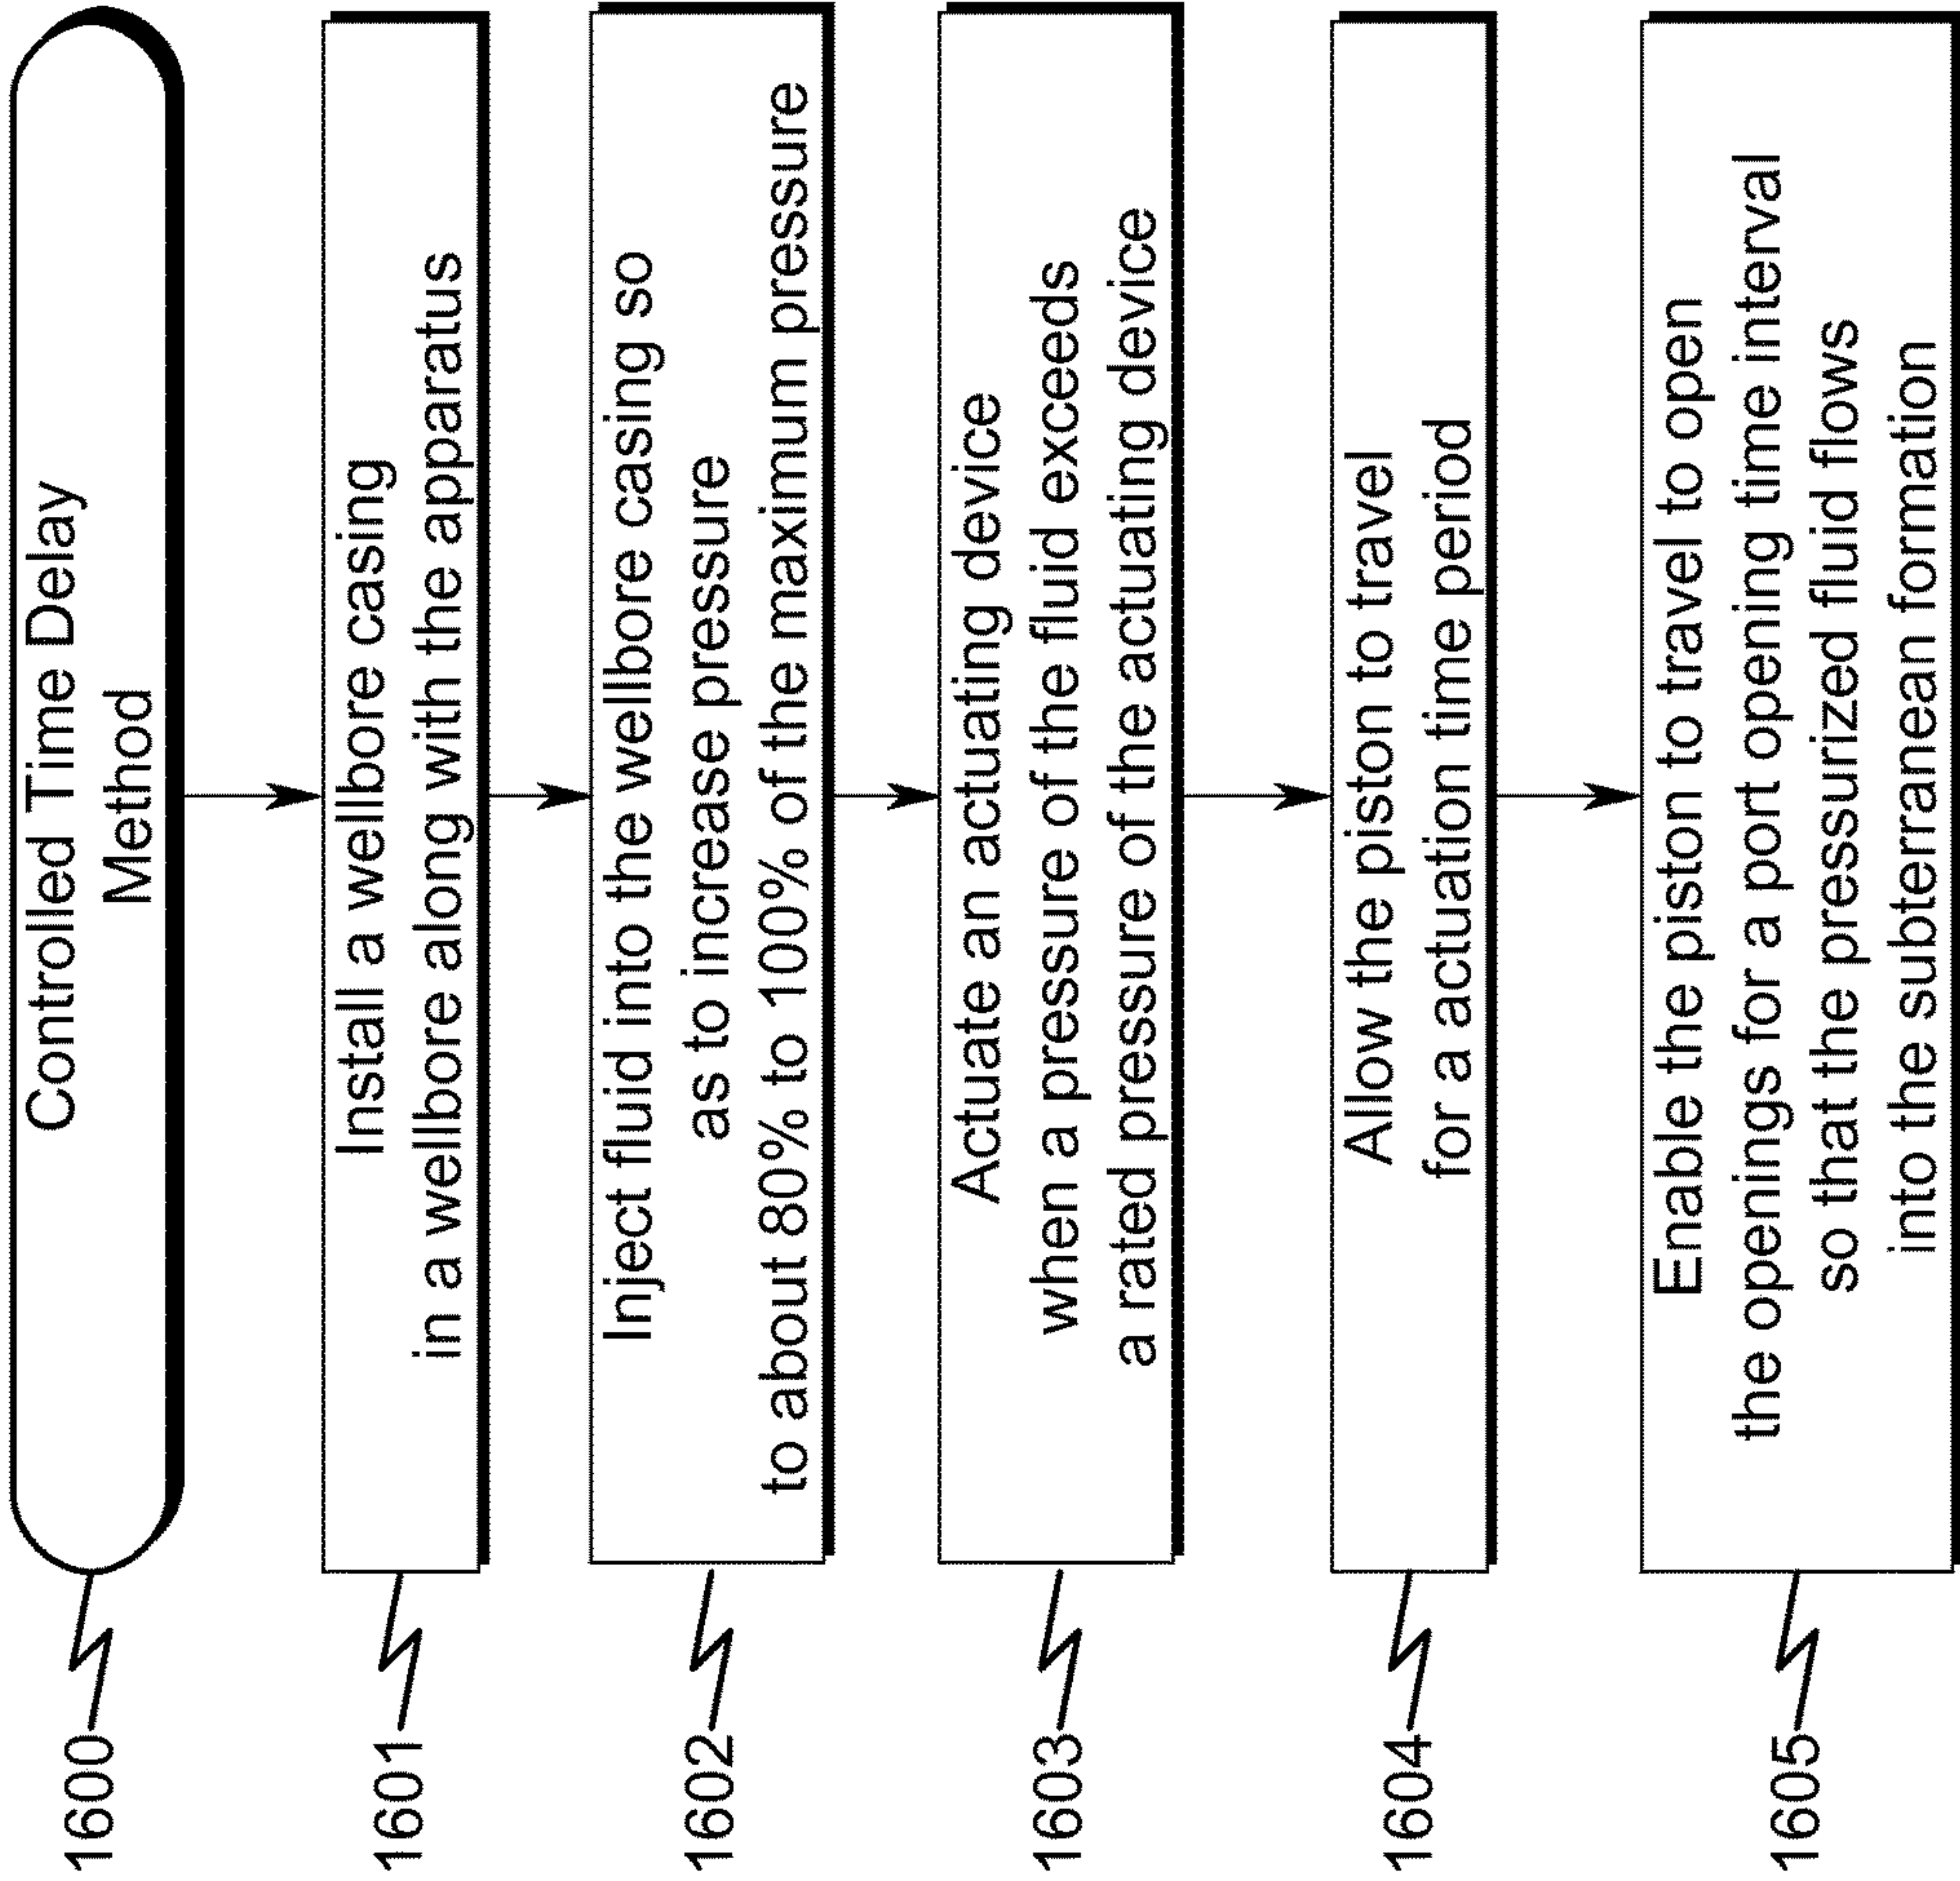 1600
Controlled Time Delay
Method
1601
Install a wellbore casing
in a wellbore along with the apparatus
1602
Inject fluid into the wellbore casing so
as to increase pressure
to about 80% to 100% of the maximum pressure
1603
Actuate an actuating device
when a pressure of the fluid exceeds
a rated pressure of the actuating device
1604
Allow the piston to travel
for a actuation time period
1605
Enable the piston to travel to open
the openings for a port opening time interval
so that the pressurized fluid flows
into the subterranean formation